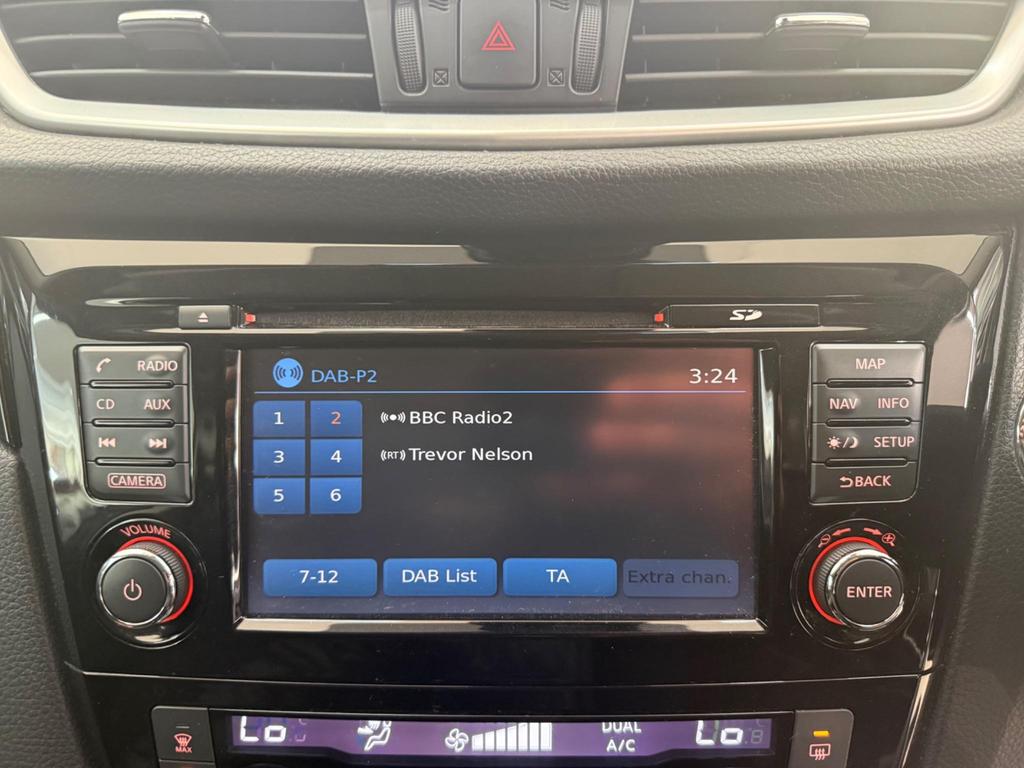 SD
RADIO
CD AUX
CAMERA
VOLUME
DAB-P2 3:24
1 2 BBC Radio2
3 4 (RT) Trevor Nelson
5 6
7-12 DAB List TA Extra chan.
MAP
NAV INFO
SETUP
BACK
ENTER
MAX
Lo
DUAL
A/C
Lo